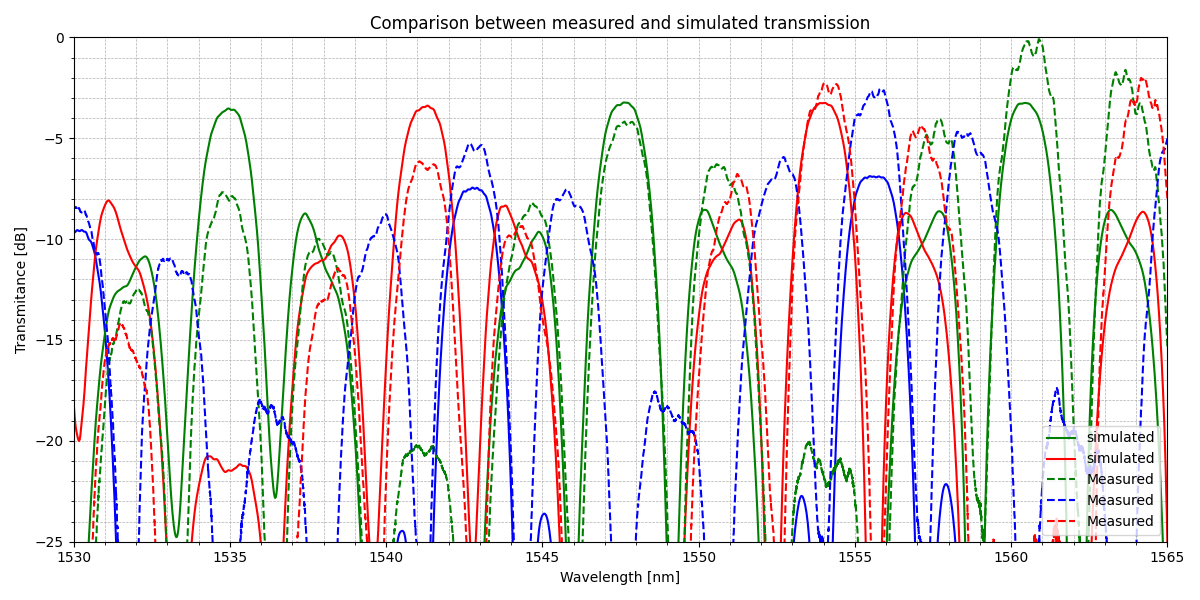 Comparison between measured and simulated transmission
Transmitance [dB]
0
−5
−10
−15
−20
−25
1530
1535
1540
1545
1550
1555
1560
1565
Wavelength [nm]
simulated
simulated
Measured
Measured
Measured